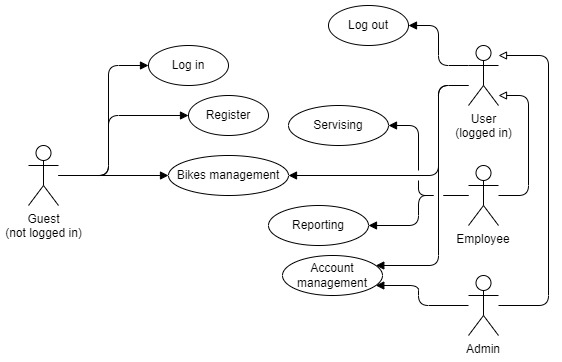 Log out
Log in
User
(logged in)
Register
Servising
Bikes management
Guest
(not logged in)
Reporting
Employee
Account
management
Admin